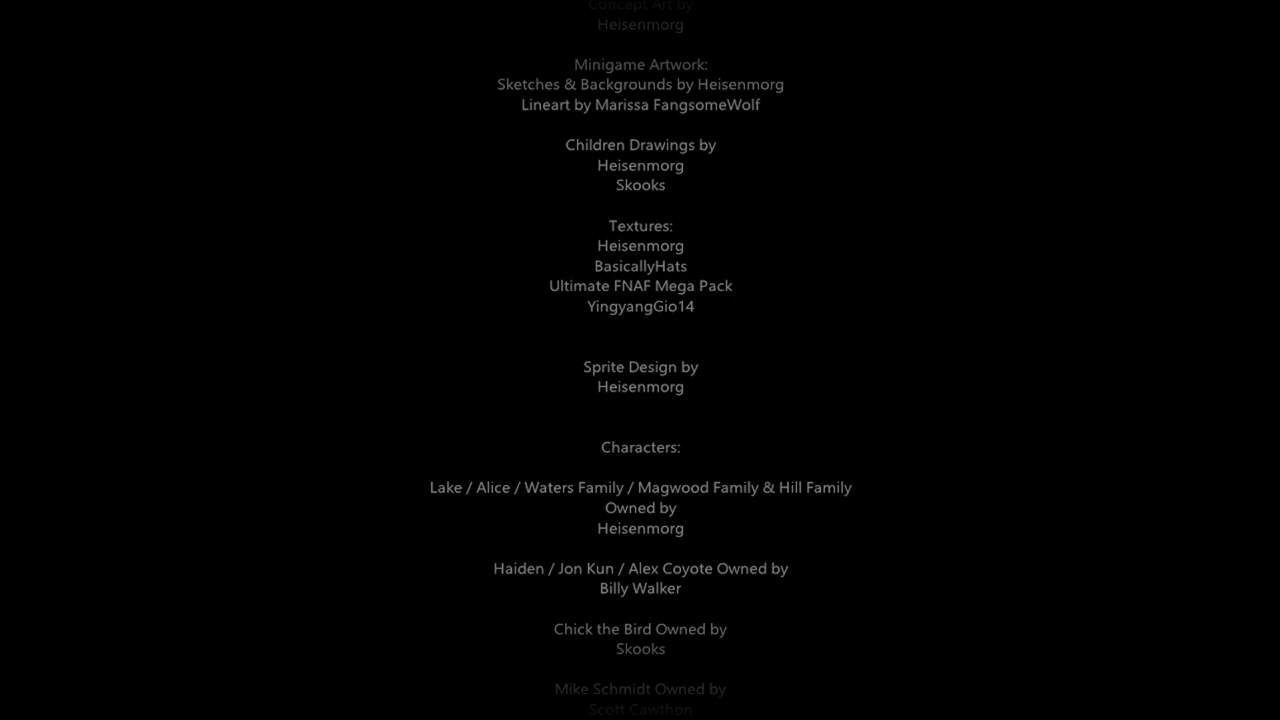 Concept Art by
Heisenmorg
Minigame Artwork:
Sketches & Backgrounds by Heisenmorg
Lineart by Marissa FangsomeWolf
Children Drawings by
Heisenmorg
Skooks
Textures:
Heisenmorg
BasicallyHats
Ultimate FNAF Mega Pack
YingyangGio14
Sprite Design by
Heisenmorg
Characters:
Lake / Alice / Waters Family / Magwood Family & Hill Family
Owned by
Heisenmorg
Haiden / Jon Kun / Alex Coyote Owned by
Billy Walker
Chick the Bird Owned by
Skooks
Mike Schmidt Owned by
Scott Cawthon